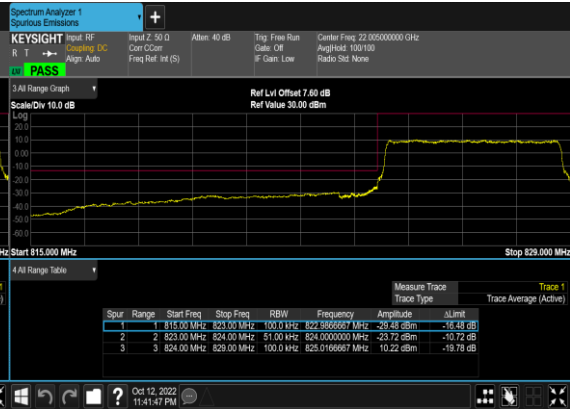 Spectrum Analyzer 1
Spurious Emissions
KEYSIGHT Input: RF Input Z: 50 Ω Atten: 40 dB Trig: Free Run Center Freq: 22.005000000 GHz
R T Coupling: DC Corr CCorr Gate: Off Avg|Hold: 100/100
Align: Auto Freq Ref: Int (S) IF Gain: Low Radio Std: None
LW PASS
3 All Range Graph
Ref Lvl Offset 7.60 dB
Scale/Div 10.0 dB Ref Value 30.00 dBm
Log
20.0
10.0
0.00
-10.0
-20.0
-30.0
-40.0
-50.0
-60.0
Hz Start 815.000 MHz Stop 829.000 MHz
4 All Range Table
Measure Trace Trace 1
Trace Type Trace Average (Active)
Spur Range Start Freq Stop Freq RBW Frequency Amplitude ΔLimit
1 1 815.00 MHz 823.00 MHz 100.0 kHz 822.9866667 MHz -29.48 dBm -16.48 dB
2 2 823.00 MHz 824.00 MHz 51.00 kHz 824.0000000 MHz -23.72 dBm -10.72 dB
3 3 824.00 MHz 829.00 MHz 100.0 kHz 825.0166667 MHz 10.22 dBm -19.78 dB
Oct 12, 2022
11:41:47 PM